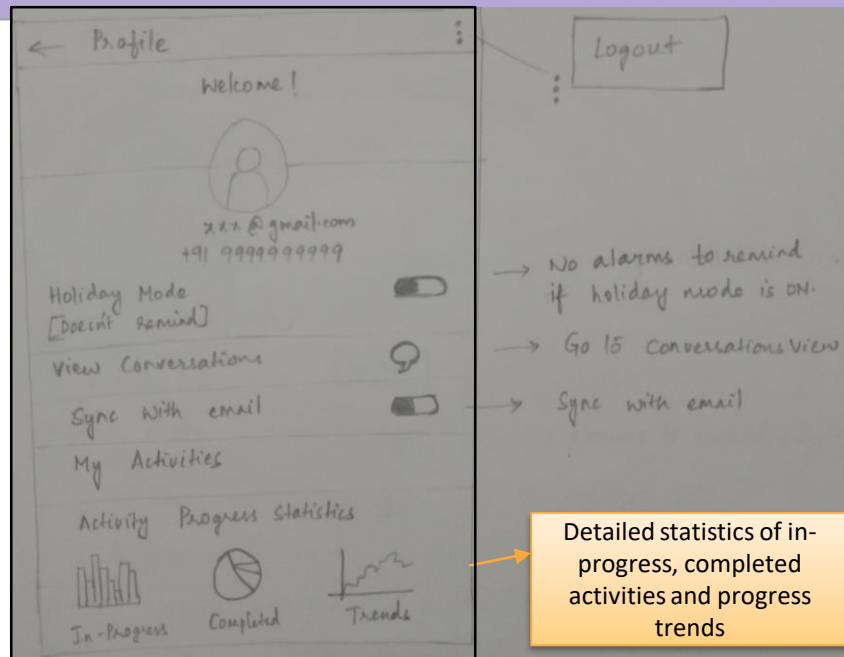 ← Profile
Logout
Welcome!
xxx@gmail.com
+91 9999999999
Holiday Mode
[Doesn't remind]
→ No alarms to remind
if holiday mode is ON.
View Conversations
→ Go to Conversations View
Sync with email
→ Sync with email
My Activities
Activity Progress Statistics
In-Progress
Completed
Trends
Detailed statistics of in-
progress, completed
activities and progress
trends